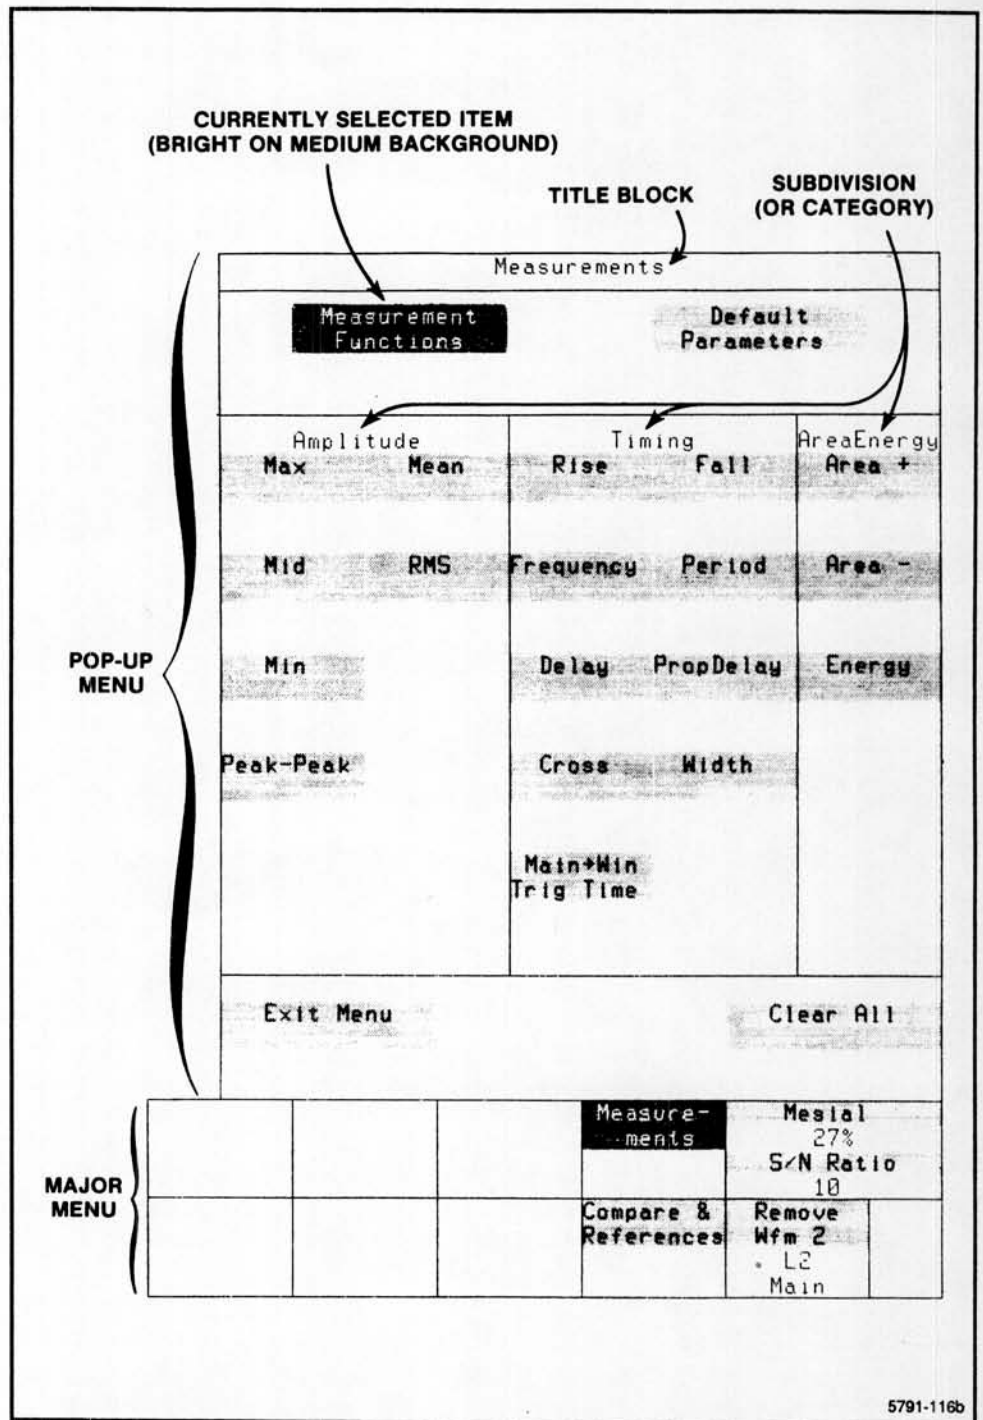 CURRENTLY SELECTED ITEM
(BRIGHT ON MEDIUM BACKGROUND)
TITLE BLOCK
SUBDIVISION
(OR CATEGORY)
Measurements
Measurement
Functions
Default
Parameters
Amplitude Timing AreaEnergy
Max Mean Rise Fall Area +
Mid RMS Frequency Period Area -
POP-UP
MENU
Min Delay PropDelay Energy
Peak-Peak Cross Width
Main→Win
Trig Time
Exit Menu Clear All
MAJOR
MENU
Measure-
ments
Mesial
27%
S/N Ratio
10
Compare &
References
Remove
Wfm 2
L2
Main
5791-116b